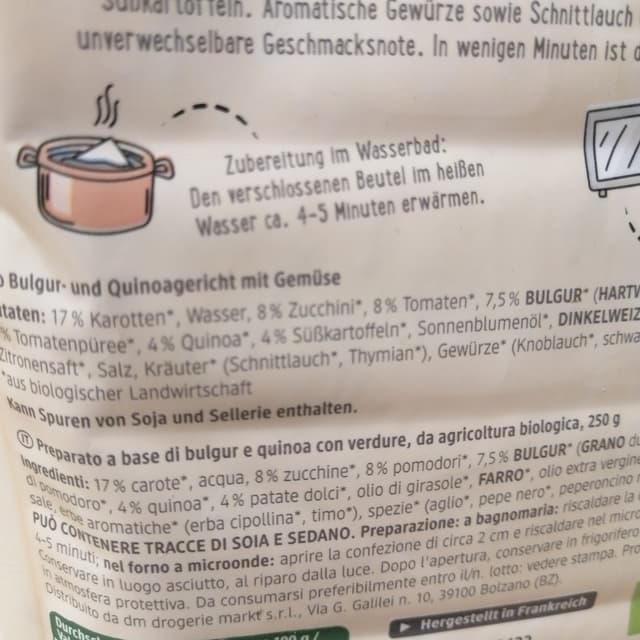 Süßkartoffeln. Aromatische Gewürze sowie Schnittlauch
unverwechselbare Geschmacksnote. In wenigen Minuten ist
Zubereitung im Wasserbad:
Den verschlossenen Beutel im heißen
Wasser ca. 4-5 Minuten erwärmen.
Bulgur- und Quinoagericht mit Gemüse
17 % Karotten*, Wasser, 8 % Zucchini*, 8 % Tomaten*, 7,5 % BULGUR* (HARTW
% Tomatenpüree*, 4 % Quinoa*, 4 % Süßkartoffeln*, Sonnenblumenöl*, DINKELWEIZ
Zitronensaft*, Salz, Kräuter* (Schnittlauch*, Thymian*), Gewürze* (Knoblauch*, schwa
*aus biologischer Landwirtschaft
Kann Spuren von Soja und Sellerie enthalten.
IT Preparato a base di bulgur e quinoa con verdure, da agricoltura biologica, 250 g
Ingredienti: 17 % carote*, acqua, 8 % zucchine*, 8 % pomodori*, 7,5 % BULGUR* (GRANO du
di pomodoro*, 4 % quinoa*, 4 % patate dolci*, olio di girasole*, FARRO*, olio extra vergine
sale, erbe aromatiche* (erba cipollina*, timo*), spezie* (aglio*, pepe nero*, peperoncino
PUÒ CONTENERE TRACCE DI SOIA E SEDANO. Preparazione: a bagnomaria: riscaldare la
4-5 minuti; nel forno a microonde: aprire la confezione di circa 2 cm e riscaldare nel micro
Conservare in luogo asciutto, al riparo dalla luce. Dopo l'apertura, conservare in frigorifero
in atmosfera protettiva. Da consumarsi preferibilmente entro il/n. lotto: vedere stampa. Pro
Distribuito da dm drogerie markt s.r.l., Via G. Galilei n. 10, 39100 Bolzano (BZ).
Hergestellt in Frankreich
100 g /